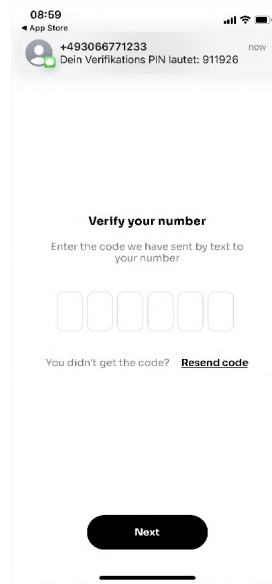 08:59
◀ App Store
+493066771233
now
Dein Verifikations PIN lautet: 911926
Verify your number
Enter the code we have sent by text to
your number
You didn't get the code? Resend code
Next